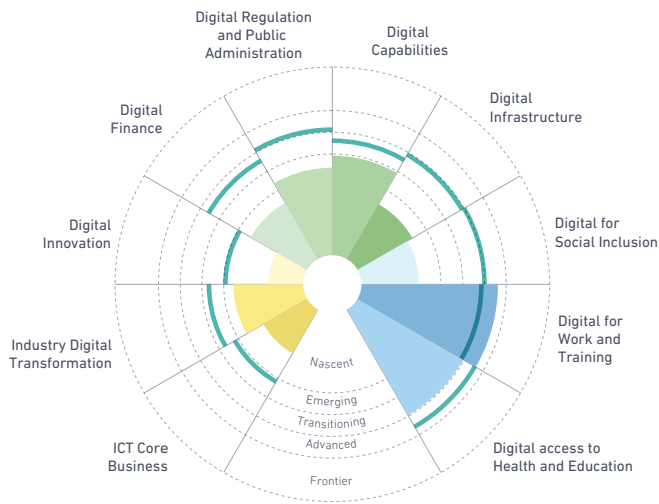 Digital Regulation
and Public
Administration
Digital
Capabilities
Digital
Infrastructure
Digital for
Social Inclusion
Digital for
Work and
Training
Digital access to
Health and Education
ICT Core
Business
Industry Digital
Transformation
Digital
Innovation
Digital
Finance
Nascent
Emerging
Transitioning
Advanced
Frontier